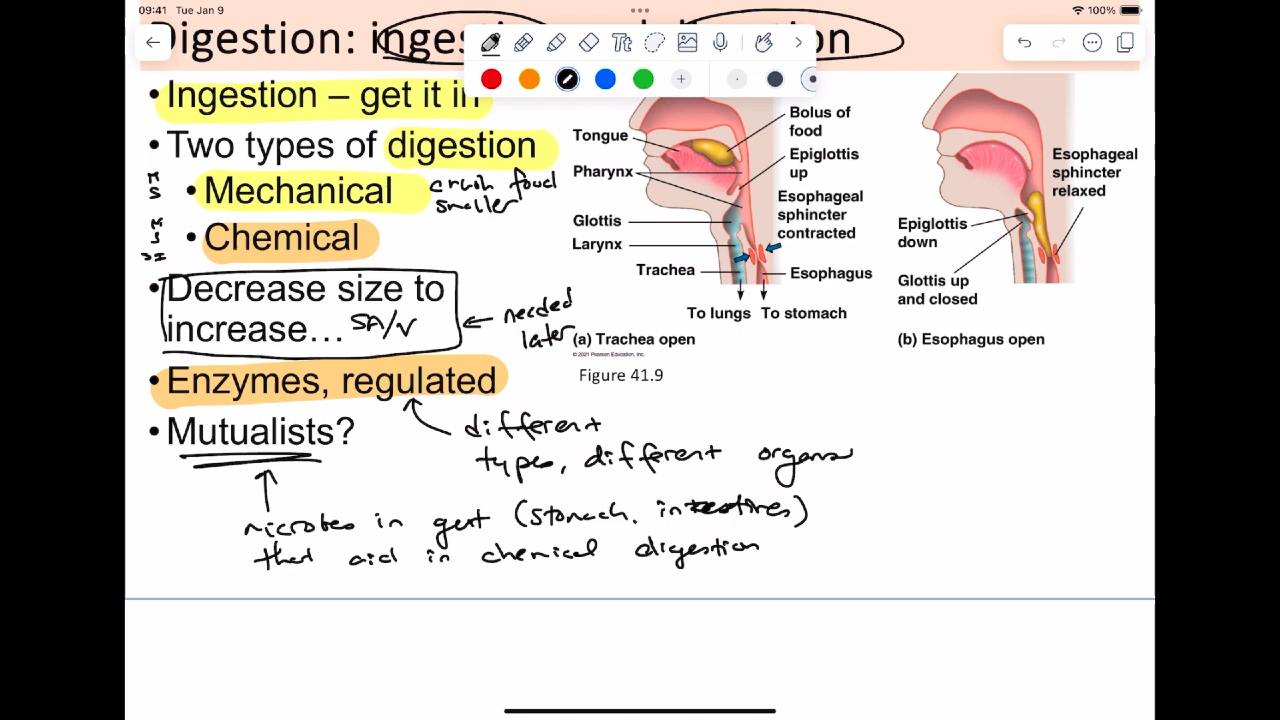 09:41 Tue Jan 9
100%
Digestion: inges
on
Tt
• Ingestion – get it in
• Two types of digestion
M
S
• Mechanical
crush food
smaller
M
S
SI
• Chemical
• Decrease size to
increase... SA/V
← needed
later
• Enzymes, regulated
different
types, different organs
• Mutualists?
microbes in gut (stomach, intestines)
that aid in chemical digestion
Tongue
Pharynx
Glottis
Larynx
Trachea
Bolus of
food
Epiglottis
up
Esophageal
sphincter
contracted
Esophagus
To lungs To stomach
(a) Trachea open
© 2021 Pearson Education, Inc.
Figure 41.9
Esophageal
sphincter
relaxed
Epiglottis
down
Glottis up
and closed
(b) Esophagus open